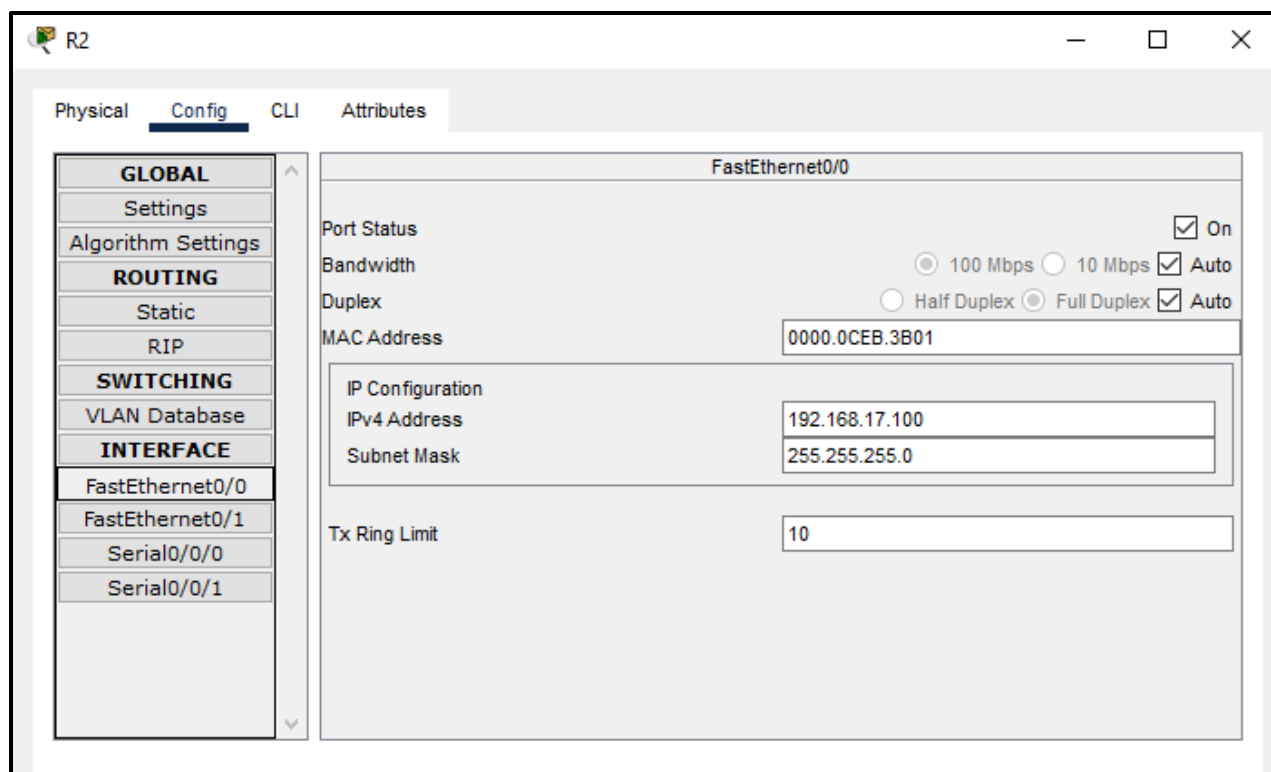 R2
Physical Config CLI Attributes
GLOBAL
Settings
Algorithm Settings
ROUTING
Static
RIP
SWITCHING
VLAN Database
INTERFACE
FastEthernet0/0
FastEthernet0/1
Serial0/0/0
Serial0/0/1
FastEthernet0/0
Port Status On
Bandwidth 100 Mbps 10 Mbps Auto
Duplex Half Duplex Full Duplex Auto
MAC Address 0000.0CEB.3B01
IP Configuration
IPv4 Address 192.168.17.100
Subnet Mask 255.255.255.0
Tx Ring Limit 10